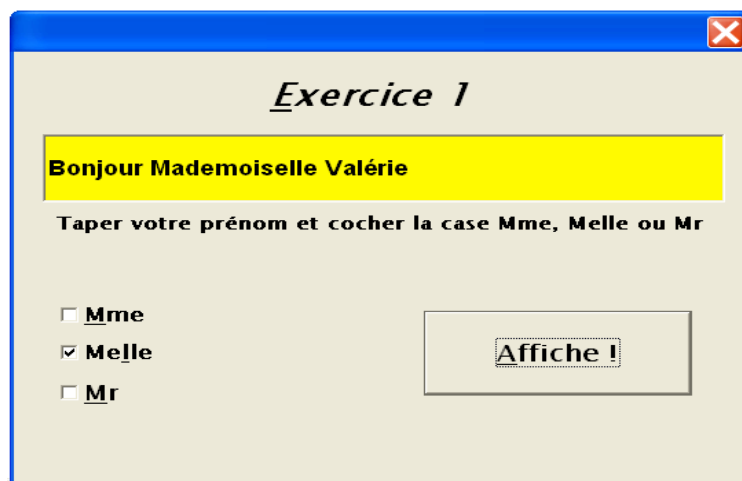 Exercice 1
Bonjour Mademoiselle Valérie
Taper votre prénom et cocher la case Mme, Melle ou Mr
Mme
Melle
Affiche !
Mr